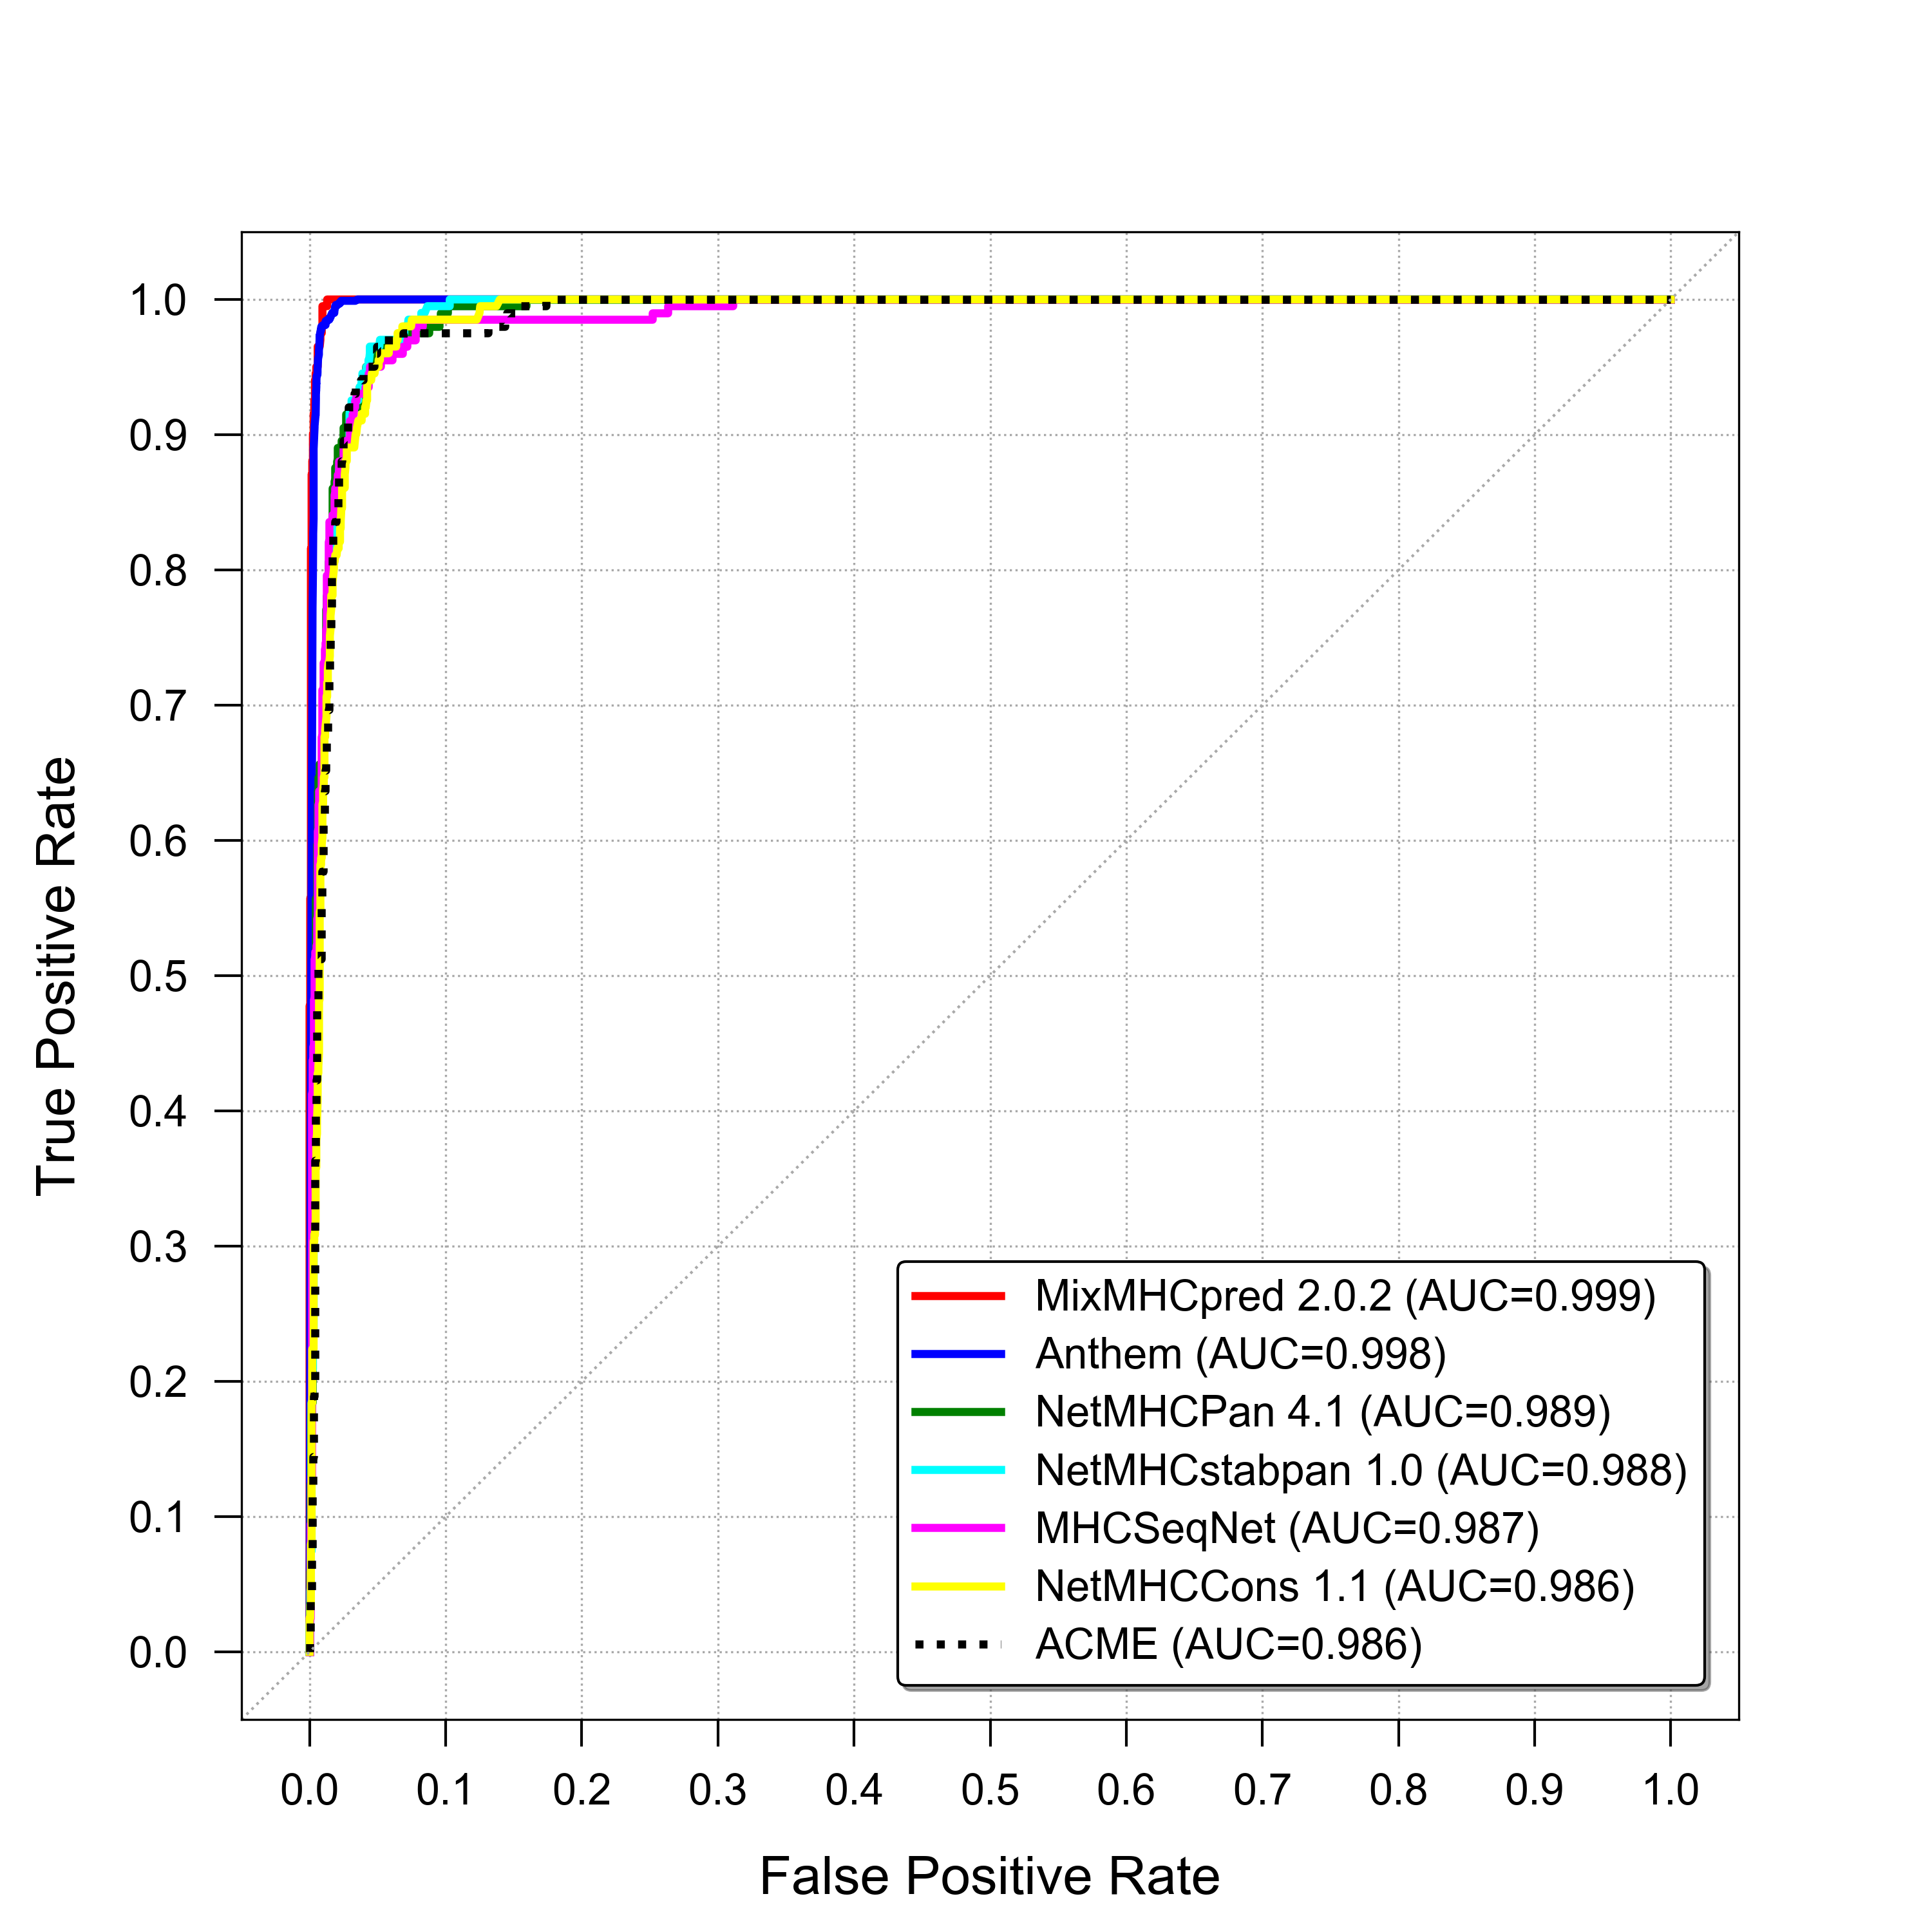 1.0
0.9
0.8
0.7
0.6
0.5
0.4
0.3
0.2
0.1
0.0
True Positive Rate
MixMHCpred 2.0.2 (AUC=0.999)
Anthem (AUC=0.998)
NetMHCPan 4.1 (AUC=0.989)
NetMHCstabpan 1.0 (AUC=0.988)
MHCSeqNet (AUC=0.987)
NetMHCCons 1.1 (AUC=0.986)
ACME (AUC=0.986)
0.0 0.1 0.2 0.3 0.4 0.5 0.6 0.7 0.8 0.9 1.0
False Positive Rate